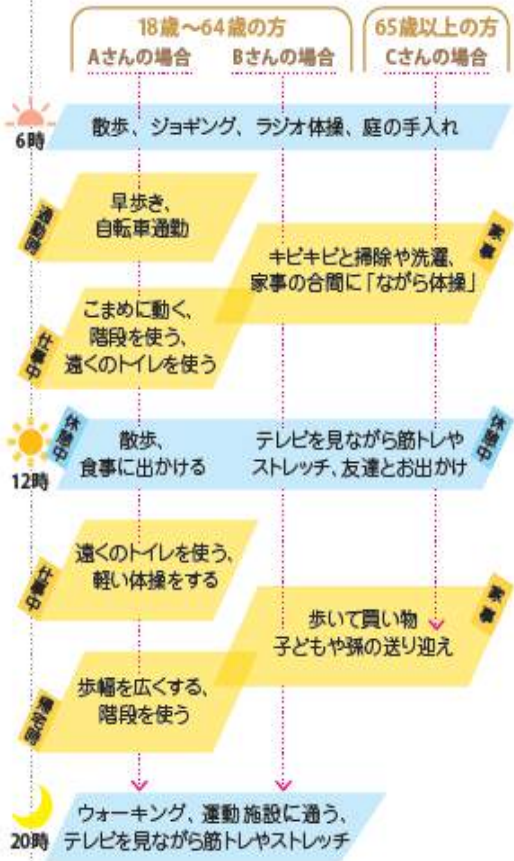 18歳～64歳の方
65歳以上の方
Aさんの場合
Bさんの場合
Cさんの場合
6時
散歩、ジョギング、ラジオ体操、庭の手入れ
通勤時
早歩き、
自転車通勤
家事
キビキビと掃除や洗濯、
家事の合間に「ながら体操」
仕事中
こまめに動く、
階段を使う、
遠くのトイレを使う
12時
休憩中
散歩、
食事に出かける
テレビを見ながら筋トレや
ストレッチ、友達とお出かけ
休憩中
仕事中
遠くのトイレを使う、
軽い体操をする
家事
歩いて買い物
子どもや孫の送り迎え
帰宅時
歩幅を広くする、
階段を使う
20時
ウォーキング、運動施設に通う、
テレビを見ながら筋トレやストレッチ